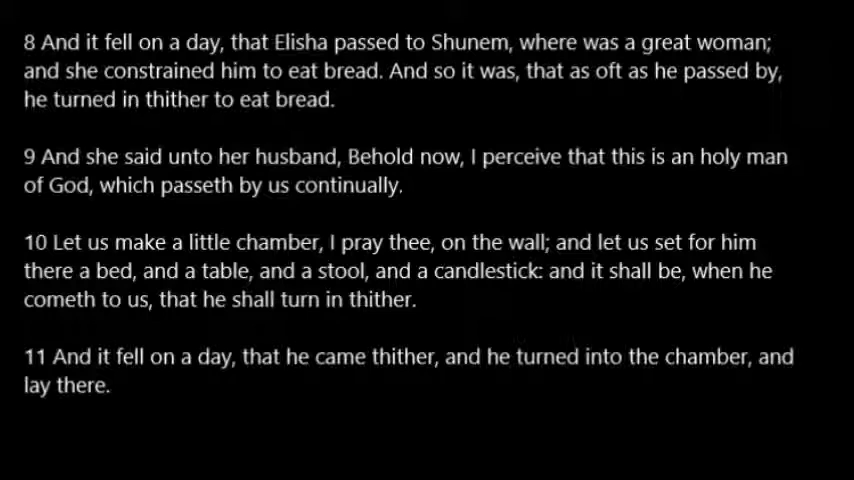 8 And it fell on a day, that Elisha passed to Shunem, where was a great woman;
and she constrained him to eat bread. And so it was, that as oft as he passed by,
he turned in thither to eat bread.
9 And she said unto her husband, Behold now, I perceive that this is an holy man
of God, which passeth by us continually.
10 Let us make a little chamber, I pray thee, on the wall; and let us set for him
there a bed, and a table, and a stool, and a candlestick: and it shall be, when he
cometh to us, that he shall turn in thither.
11 And it fell on a day, that he came thither, and he turned into the chamber, and
lay there.